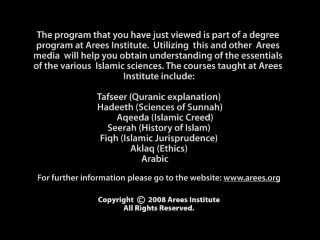 The program that you have just viewed is part of a degree
program at Arees Institute. Utilizing this and other Arees
media will help you obtain understanding of the essentials
of the various Islamic sciences. The courses taught at Arees
Institute include:
Tafseer (Quranic explanation)
Hadeeth (Sciences of Sunnah)
Aqeeda (Islamic Creed)
Seerah (History of Islam)
Fiqh (Islamic Jurisprudence)
Aklaq (Ethics)
Arabic
For further information please go to the website: www.arees.org
Copyright © 2008 Arees Institute
All Rights Reserved.